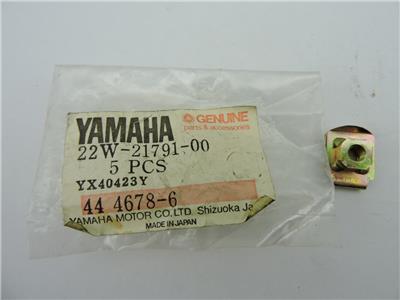 YAMAHA
GENUINE
parts & accessories
22W-21791-00
5 PCS
YX40423Y
44 4678-6
YAMAHA MOTOR CO., LTD. Shizuoka Ja
MADE IN JAPAN